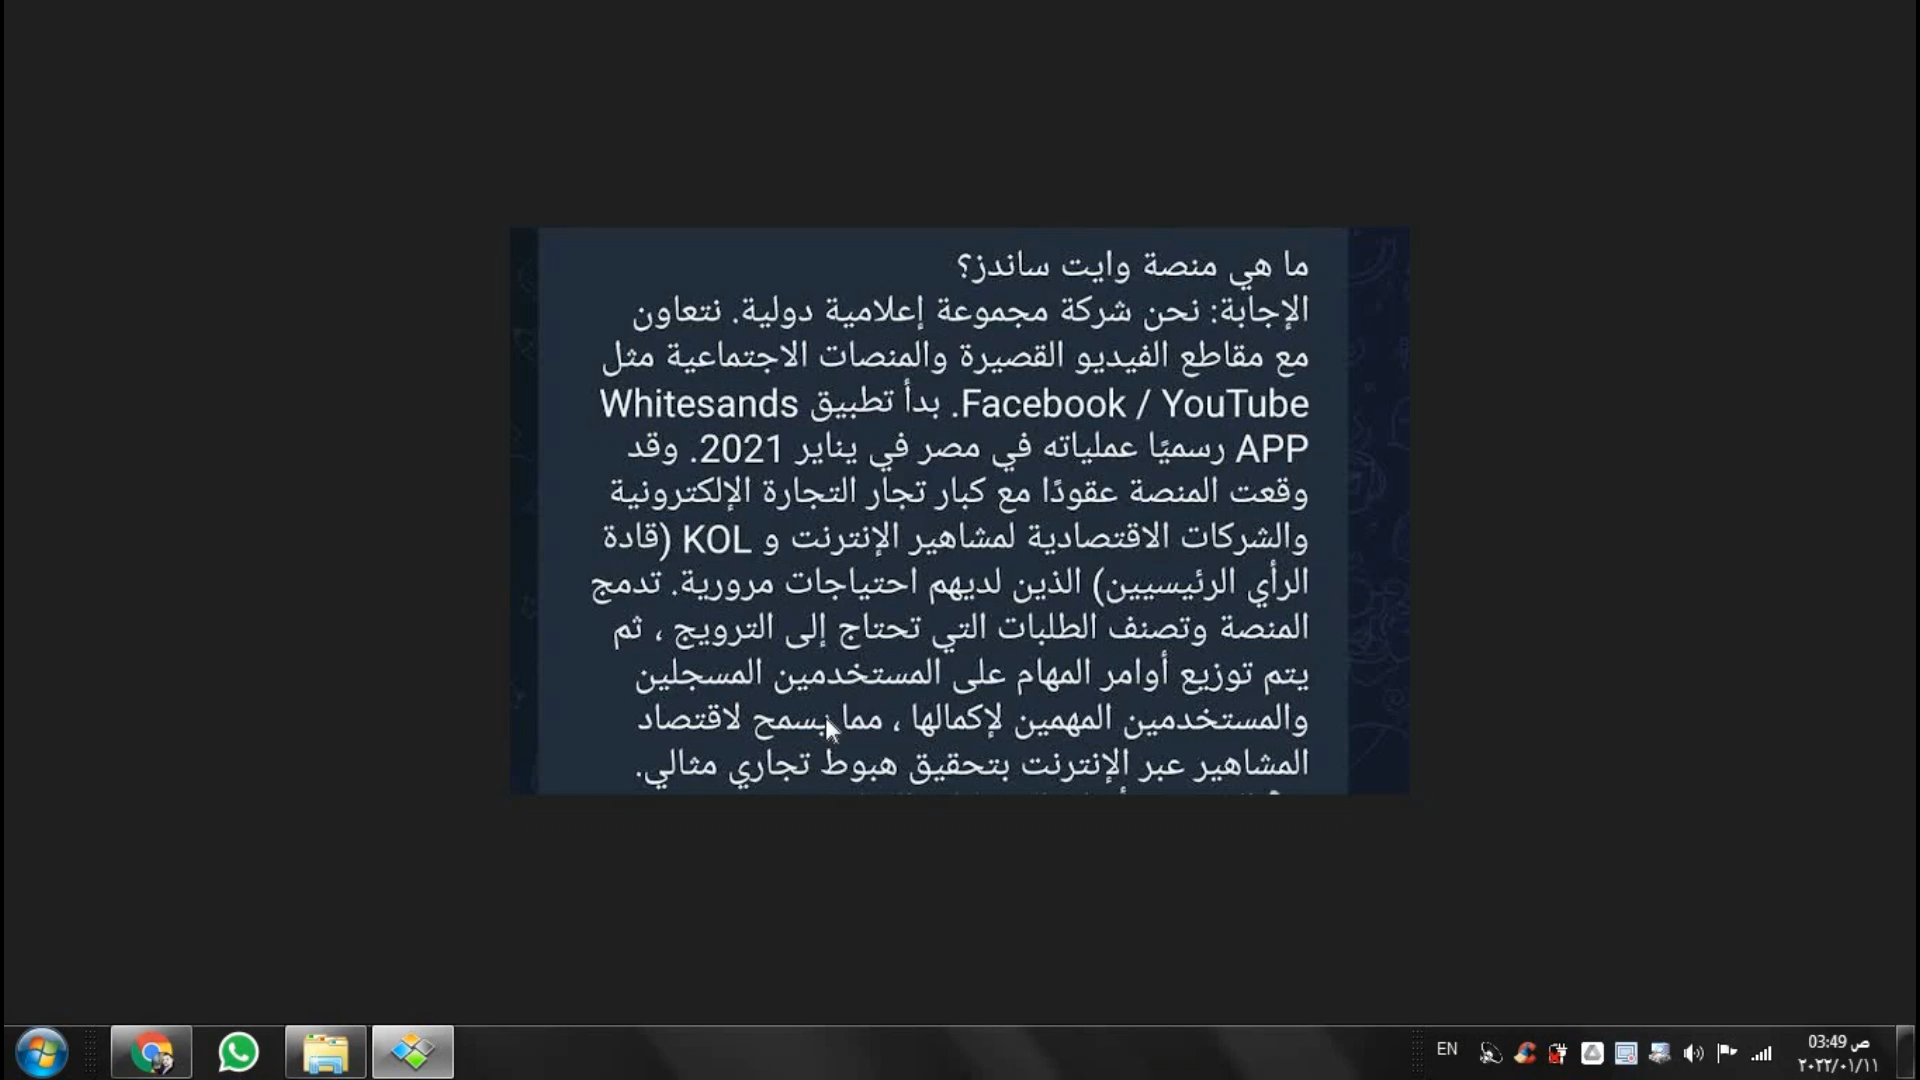 ما هي منصة وايت ساندز؟
الإجابة: نحن شركة مجموعة إعلامية دولية. نتعاون
مع مقاطع الفيديو القصيرة والمنصات الاجتماعية مثل
Facebook / YouTube. بدأ تطبيق Whitesands
APP رسميًا عملياته في مصر في يناير 2021. وقد
وقعت المنصة عقودًا مع كبار تجار التجارة الإلكترونية
والشركات الاقتصادية لمشاهير الإنترنت و KOL (قادة
الرأي الرئيسيين) الذين لديهم احتياجات مرورية. تدمج
المنصة وتصنف الطلبات التي تحتاج إلى الترويج ، ثم
يتم توزيع أوامر المهام على المستخدمين المسجلين
والمستخدمين المهمين لإكمالها ، مما يسمح لاقتصاد
المشاهير عبر الإنترنت بتحقيق هبوط تجاري مثالي.
EN
03:49 ص
٢٠٢٢/٠١/١١